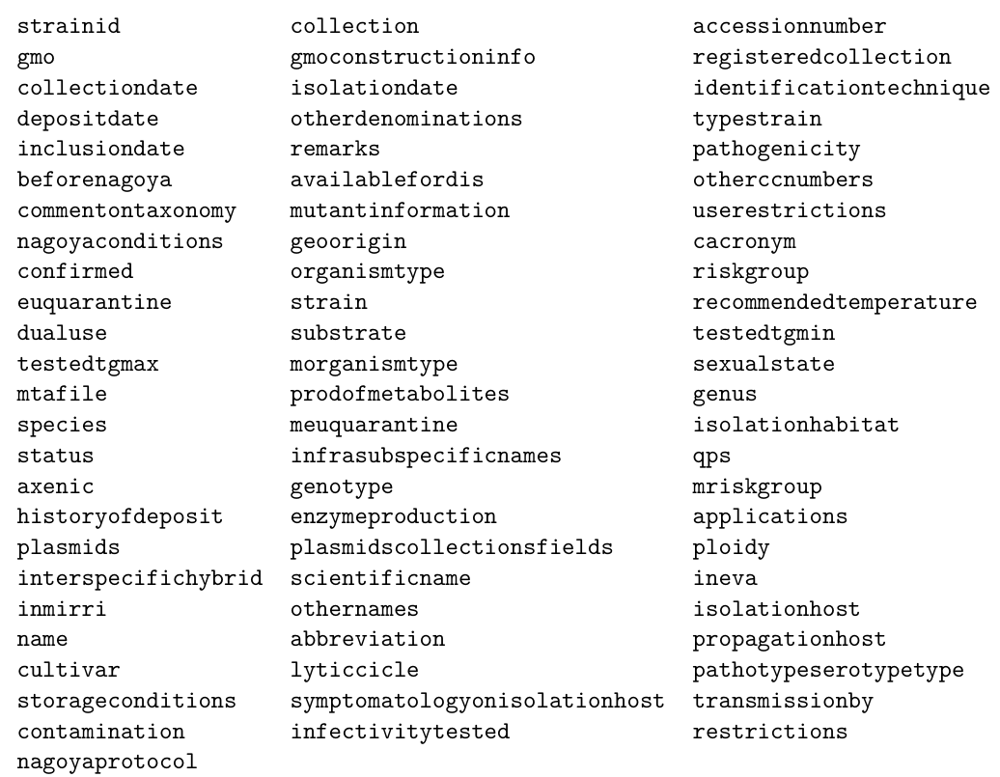 strainid collection accessionnumber
gmo gmoconstructioninfo registeredcollection
collectiondate isolationdate identificationtechnique
depositdate otherdenominations typestrain
inclusiondate remarks pathogenicity
beforenagoya availablefordis otherccnumbers
commentontaxonomy mutantinformation userestrictions
nagoyaconditions geoorigin cacronym
confirmed organismtype riskgroup
euquarantine strain recommendedtemperature
dualuse substrate testedtgmin
testedtgmax morganismtype sexualstate
mtafile prodofmetabolites genus
species meuquarantine isolationhabitat
status infrasubspecificnames qps
axenic genotype mriskgroup
historyofdeposit enzymeproduction applications
plasmids plasmidscollectionsfields ploidy
interspecifichybrid scientificname ineva
inmirri othernames isolationhost
name abbreviation propagationhost
cultivar lyticcicle pathotypeserotypetype
storageconditions symptomatologyonisolationhost transmissionby
contamination infectivitytested restrictions
nagoyaprotocol